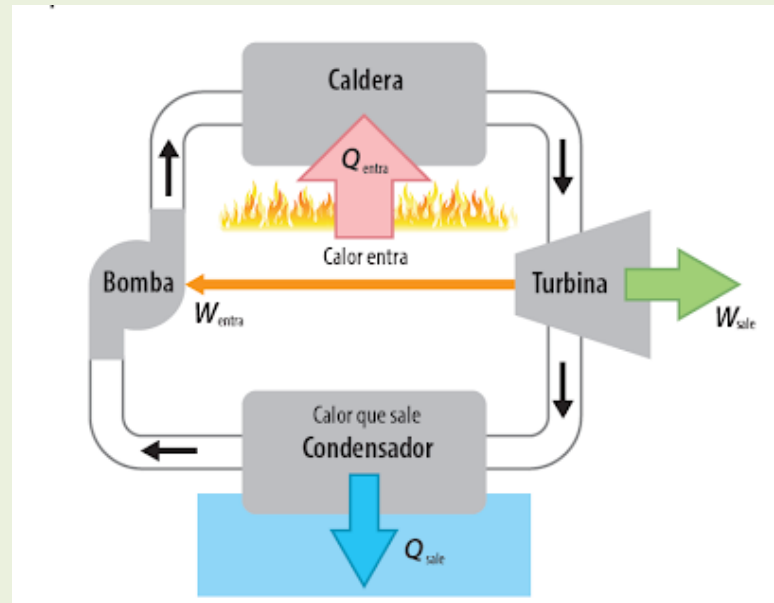 Caldera
Q entra
Calor entra
Bomba
W entra
Turbina
W sale
Calor que sale
Condensador
Q sale